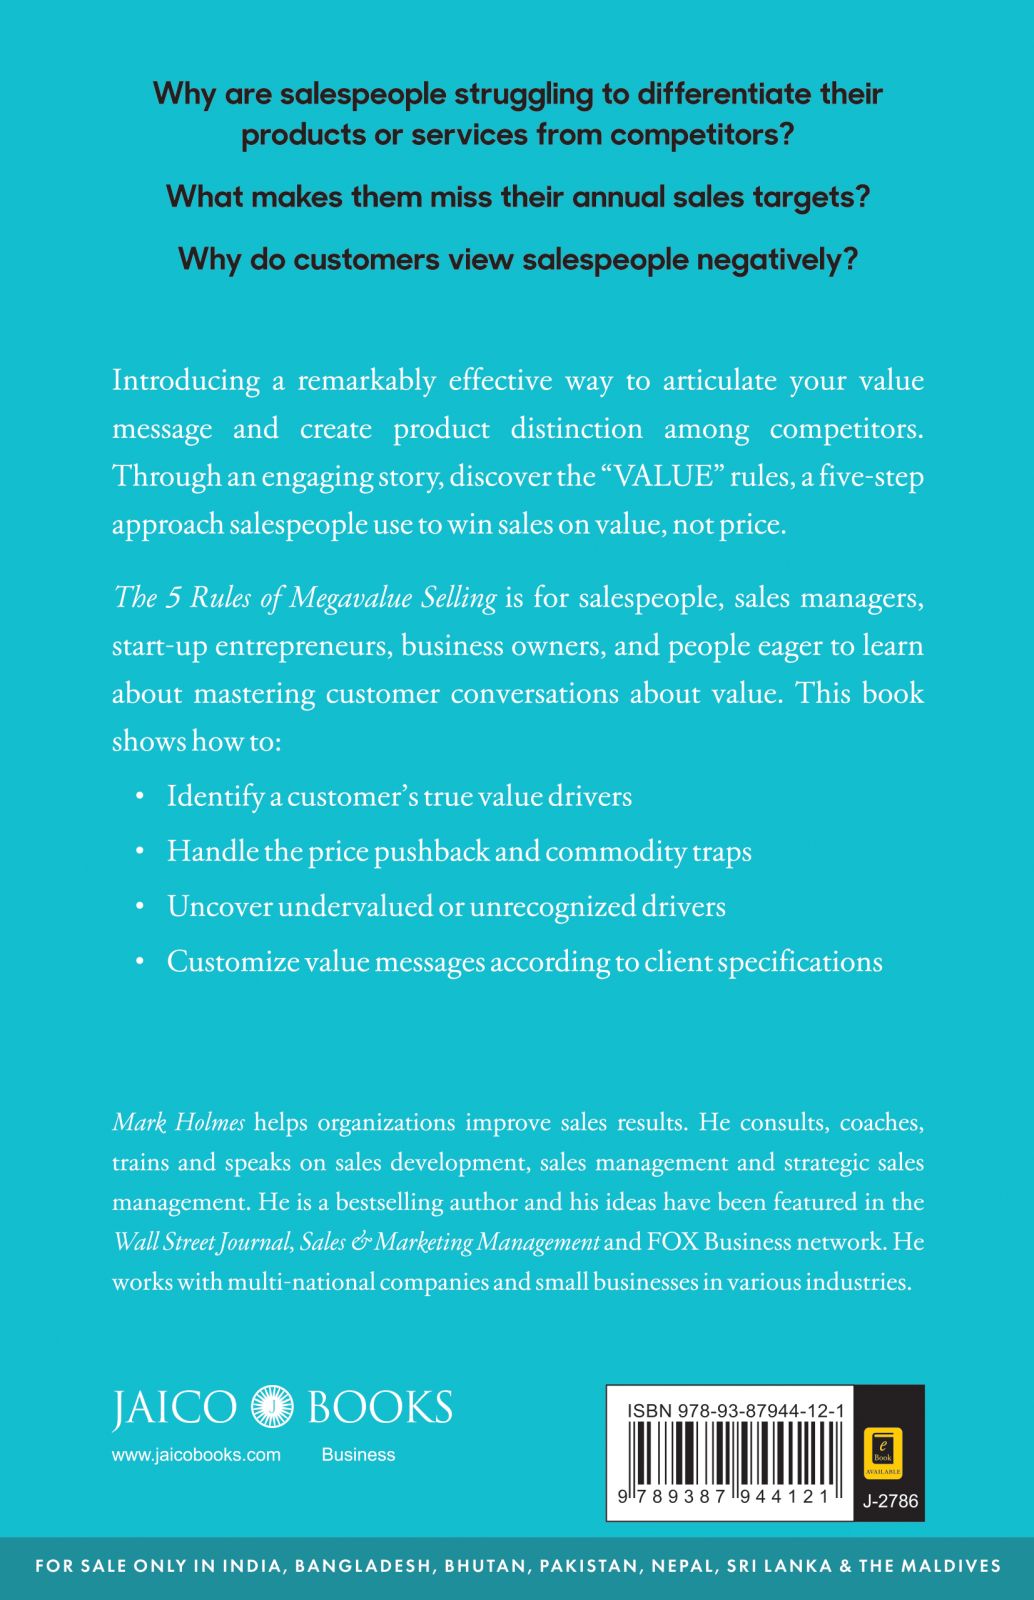 Why are salespeople struggling to differentiate their
products or services from competitors?
What makes them miss their annual sales targets?
Why do customers view salespeople negatively?
Introducing a remarkably effective way to articulate your value
message and create product distinction among competitors.
Through an engaging story, discover the “VALUE” rules, a five-step
approach salespeople use to win sales on value, not price.
The 5 Rules of Megavalue Selling is for salespeople, sales managers,
start-up entrepreneurs, business owners, and people eager to learn
about mastering customer conversations about value. This book
shows how to:
• Identify a customer’s true value drivers
• Handle the price pushback and commodity traps
• Uncover undervalued or unrecognized drivers
• Customize value messages according to client specifications
Mark Holmes helps organizations improve sales results. He consults, coaches,
trains and speaks on sales development, sales management and strategic sales
management. He is a bestselling author and his ideas have been featured in the
Wall Street Journal, Sales & Marketing Management and FOX Business network. He
works with multi-national companies and small businesses in various industries.
JAICO J BOOKS
www.jaicobooks.com Business
ISBN 978-93-87944-12-1
9 789387 944121
e
Book
AVAILABLE
J-2786
FOR SALE ONLY IN INDIA, BANGLADESH, BHUTAN, PAKISTAN, NEPAL, SRI LANKA & THE MALDIVES